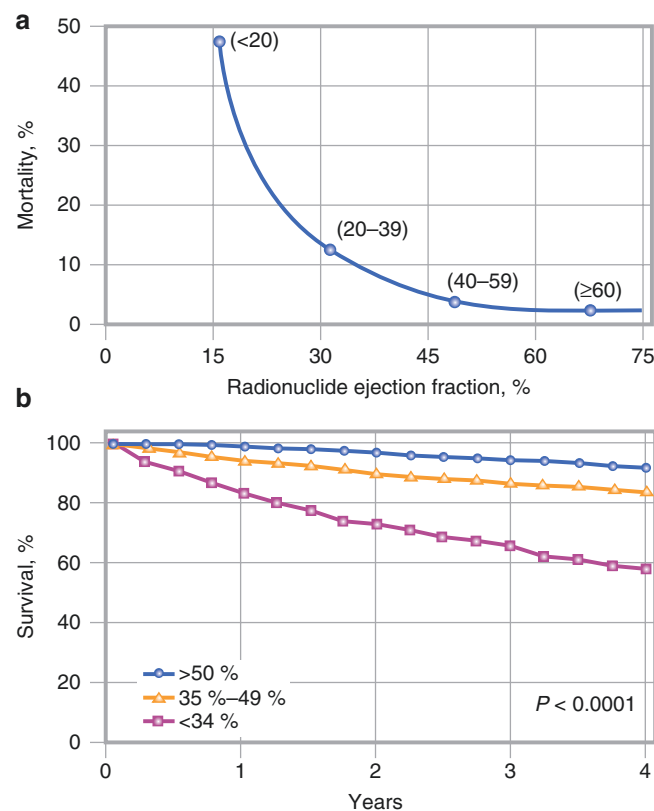 a
50
40
30
20
10
0
Mortality, %
(<20)
(20–39)
(40–59)
(≥60)
0 15 30 45 60 75
Radionuclide ejection fraction, %
b
100
80
60
40
20
0
Survival, %
>50 %
35 %–49 %
<34 %
P < 0.0001
0 1 2 3 4
Years